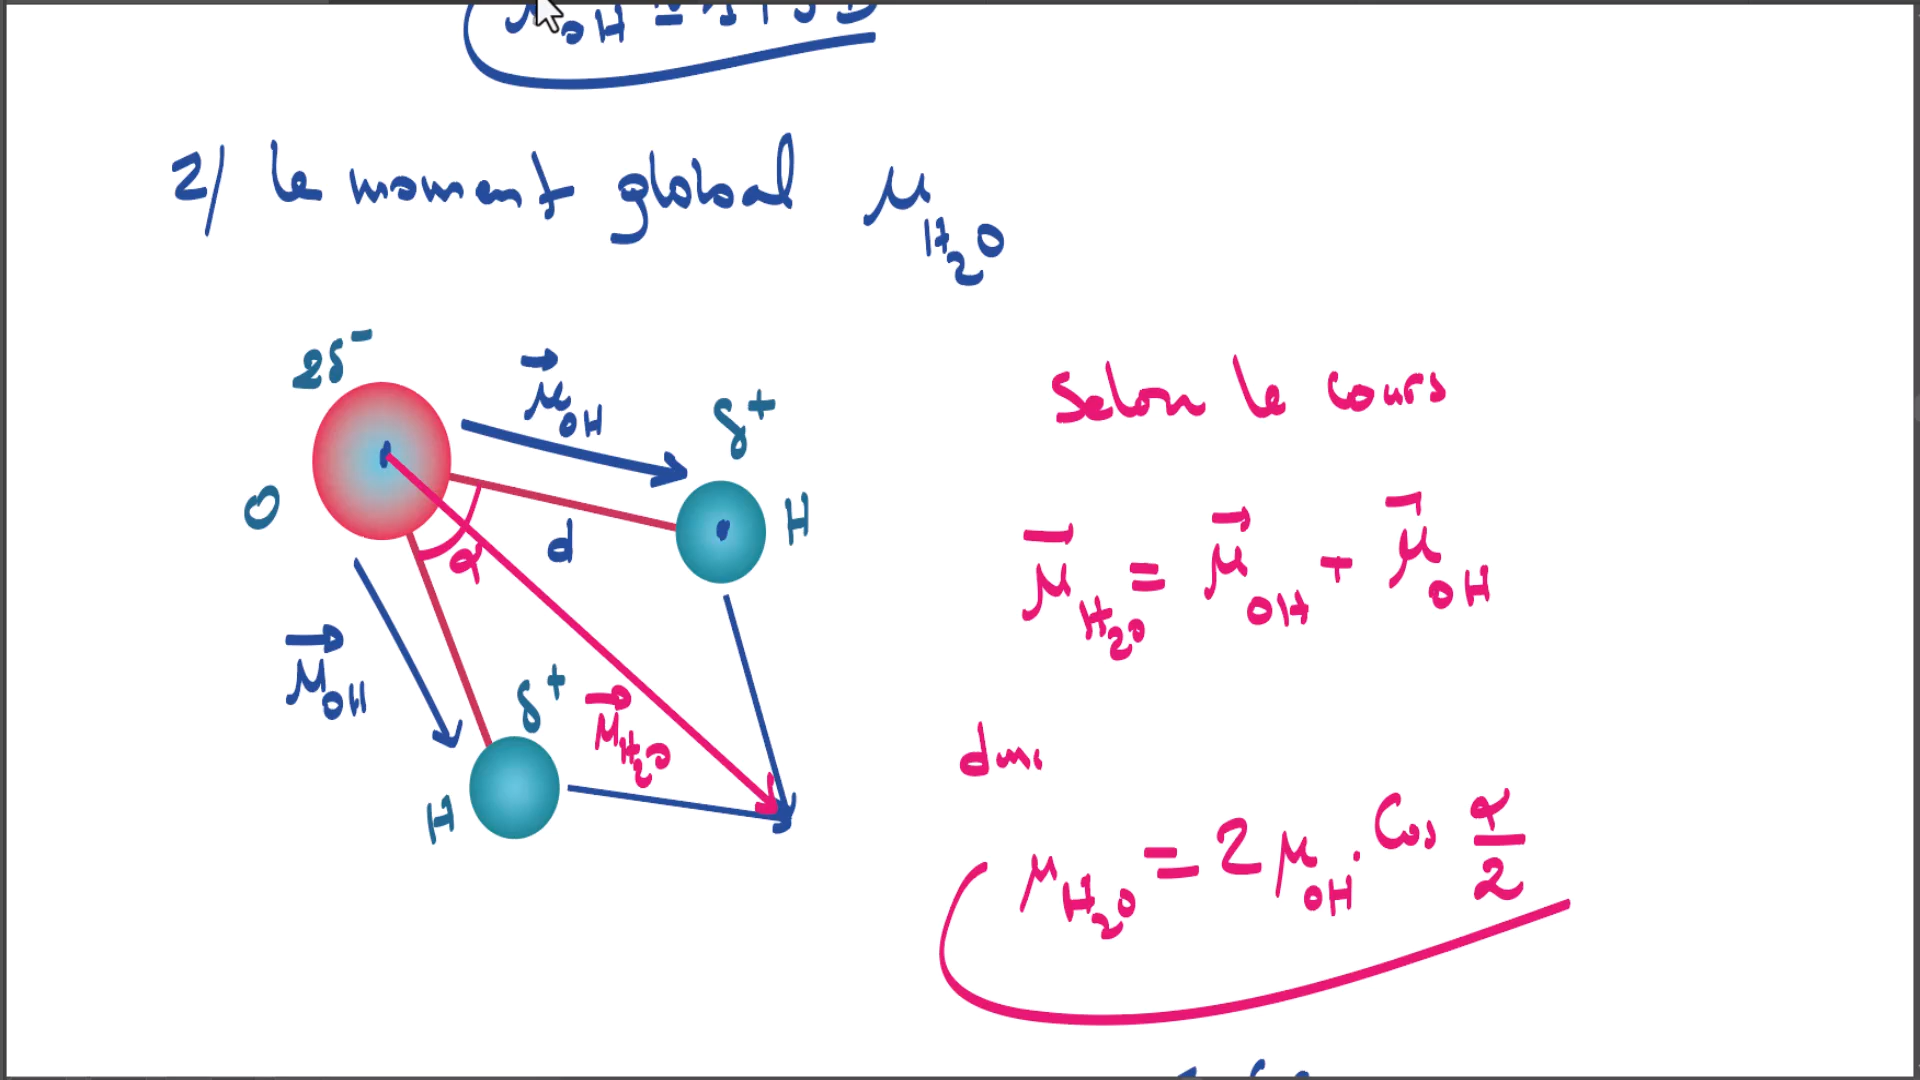 μOH =
2/ le moment global μH2O
2δ-
μOH
δ+
O
H
d
α
μOH
δ+
μH2O
H
Selon le cours
μH2O = μOH + μOH
donc
μH2O = 2μOH . Cos α/2